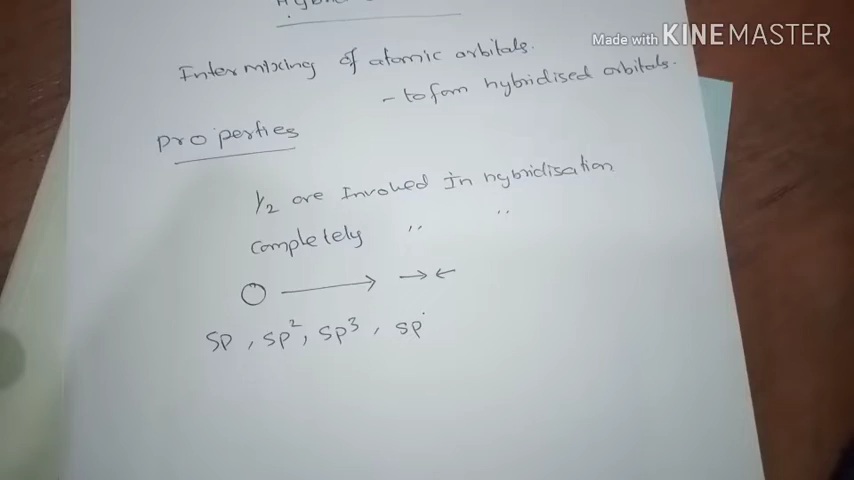 Made with KINEMASTER
Intermixing of atomic orbitals.
- to form hybridised orbitals.
Properties
1/2 are Involved In hybridisation
completely ,, ,,
sp, sp², sp³, sp